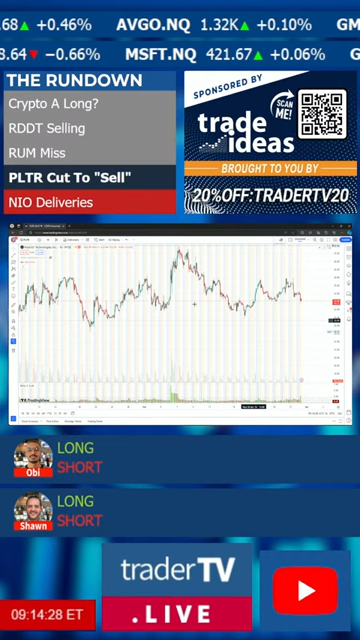 .68▲ +0.46% AVGO.NQ 1.32K▲ +0.10% GM
8.64▼ −0.66% MSFT.NQ 421.67▲ +0.06% G
THE RUNDOWN
Crypto A Long?
RDDT Selling
RUM Miss
PLTR Cut To "Sell"
NIO Deliveries
SPONSORED BY
SCAN ME!
trade ideas
BROUGHT TO YOU BY
20%OFF:TRADERTV20
TradingView
LONG
SHORT
Obi
LONG
SHORT
Shawn
traderTV
.LIVE
09:14:28 ET